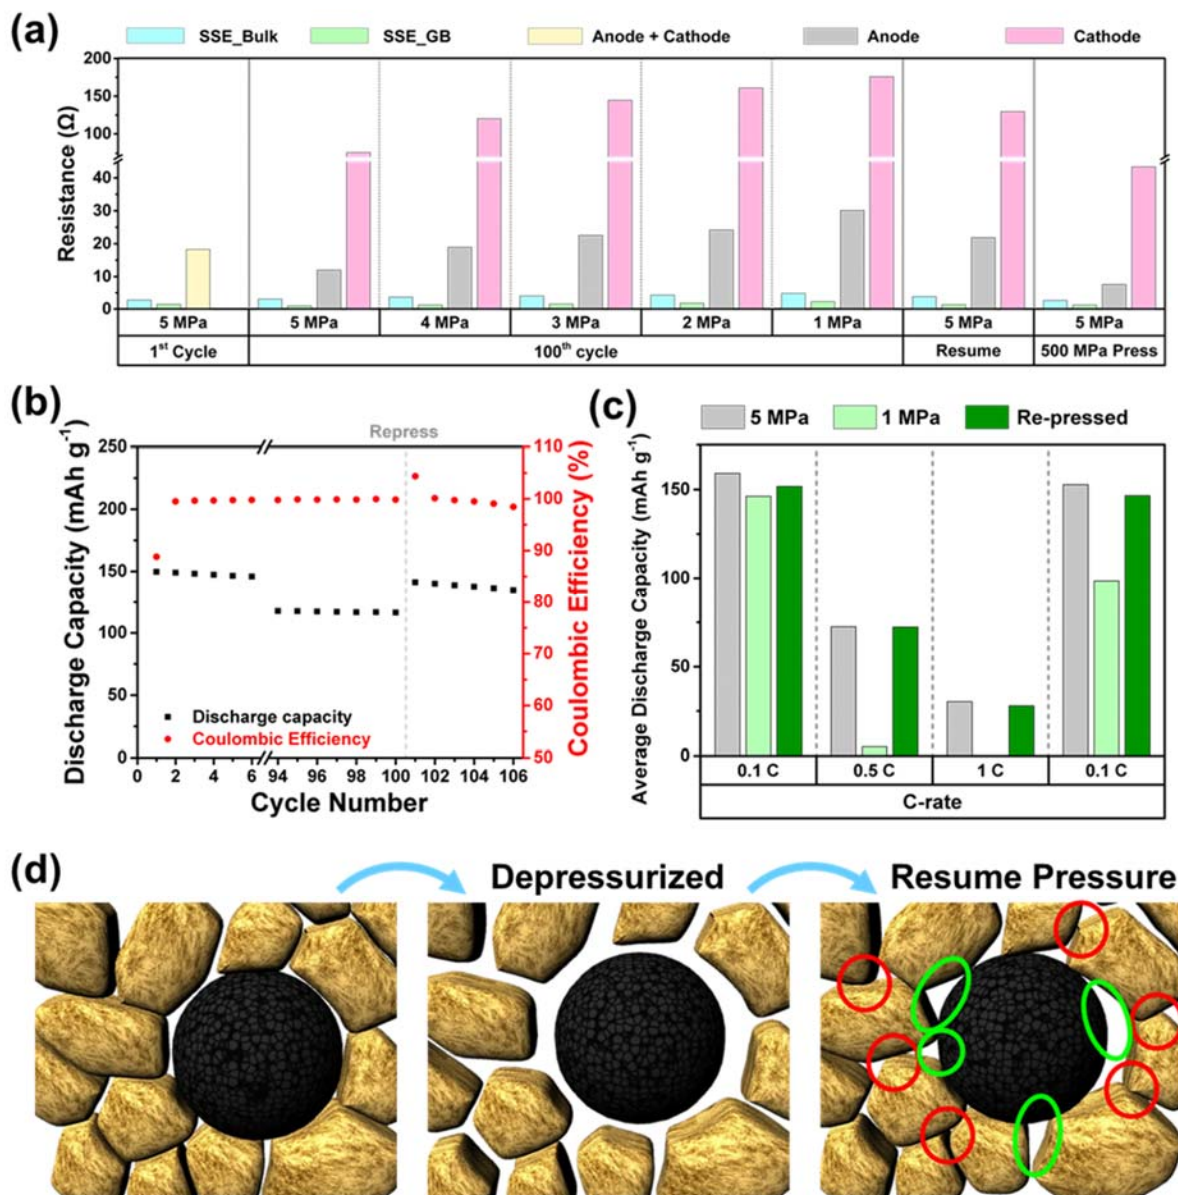 (a)
SSE_Bulk SSE_GB Anode + Cathode Anode Cathode
Resistance (Ω)
200
150
100
40
30
20
10
0
5 MPa 5 MPa 4 MPa 3 MPa 2 MPa 1 MPa 5 MPa 5 MPa
1st Cycle 100th cycle Resume 500 MPa Press
(b)
Discharge Capacity (mAh g-1)
250
200
150
100
50
0
Repress
Discharge capacity
Coulombic Efficiency
0 2 4 6 94 96 98 100 102 104 106
Cycle Number
110
100
90
80
70
60
50
Coulombic Efficiency (%)
(c)
5 MPa 1 MPa Re-pressed
Average Discharge Capacity (mAh g-1)
150
100
50
0
0.1 C 0.5 C 1 C 0.1 C
C-rate
(d)
Depressurized
Resume Pressure